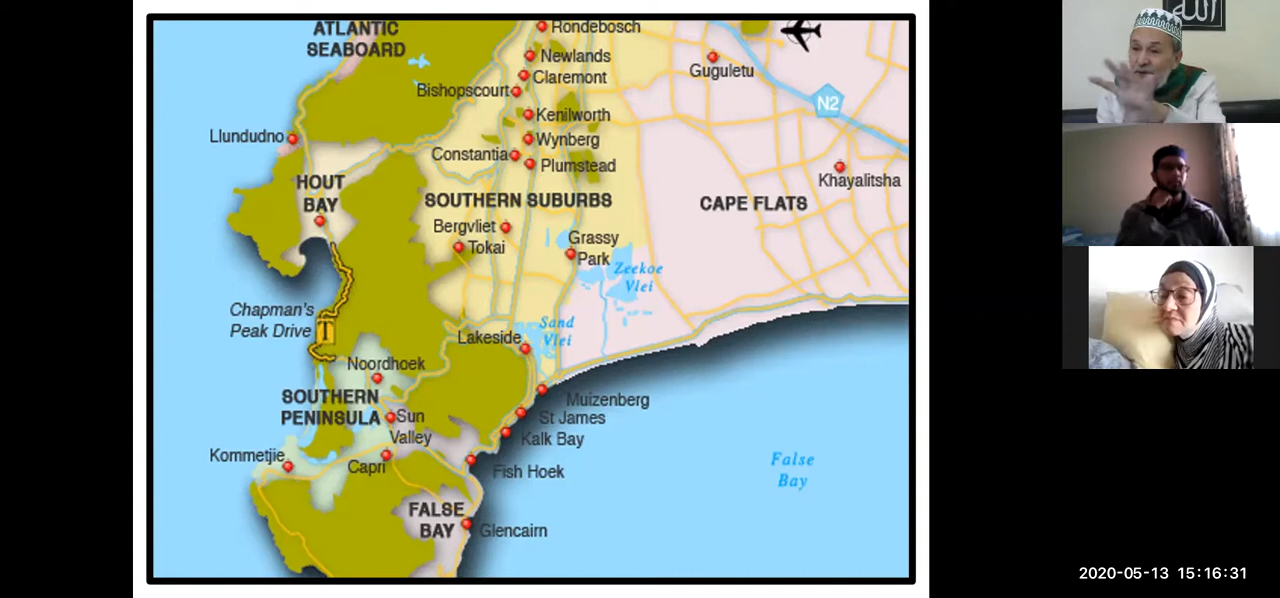 ATLANTIC
SEABOARD
Rondebosch
Newlands
Claremont
Bishopscourt
Guguletu
N2
Kenilworth
Llundudno
Wynberg
Constantia
Plumstead
Khayalitsha
HOUT
BAY
SOUTHERN SUBURBS
CAPE FLATS
Bergvliet
Tokai
Grassy
Park
Zeekoe
Vlei
Chapman's
Peak Drive
T
Sand
Vlei
Lakeside
Noordhoek
SOUTHERN
PENINSULA
Sun
Valley
Muizenberg
St James
Kalk Bay
Kommetjie
Capri
Fish Hoek
False
Bay
FALSE
BAY
Glencairn
الله
2020-05-13 15:16:31